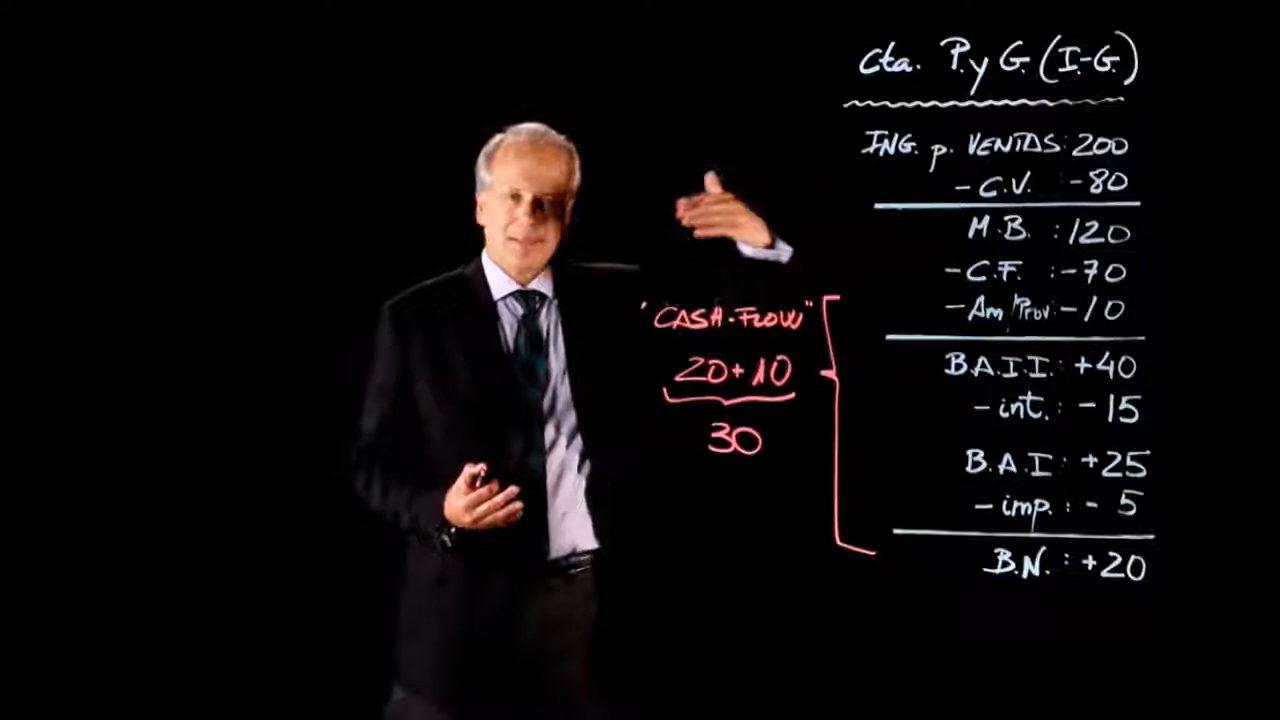 Cta. P. y G. (I-G.)
ING. p. VENTAS: 200
- C.V. : -80
M.B. : 120
- C.F. : -70
- Am/Prov: -10
B.A.I.I. : +40
- int. : -15
B.A.I : +25
- imp. : - 5
B.N. : +20
"CASH-FLOW"
20+10
30